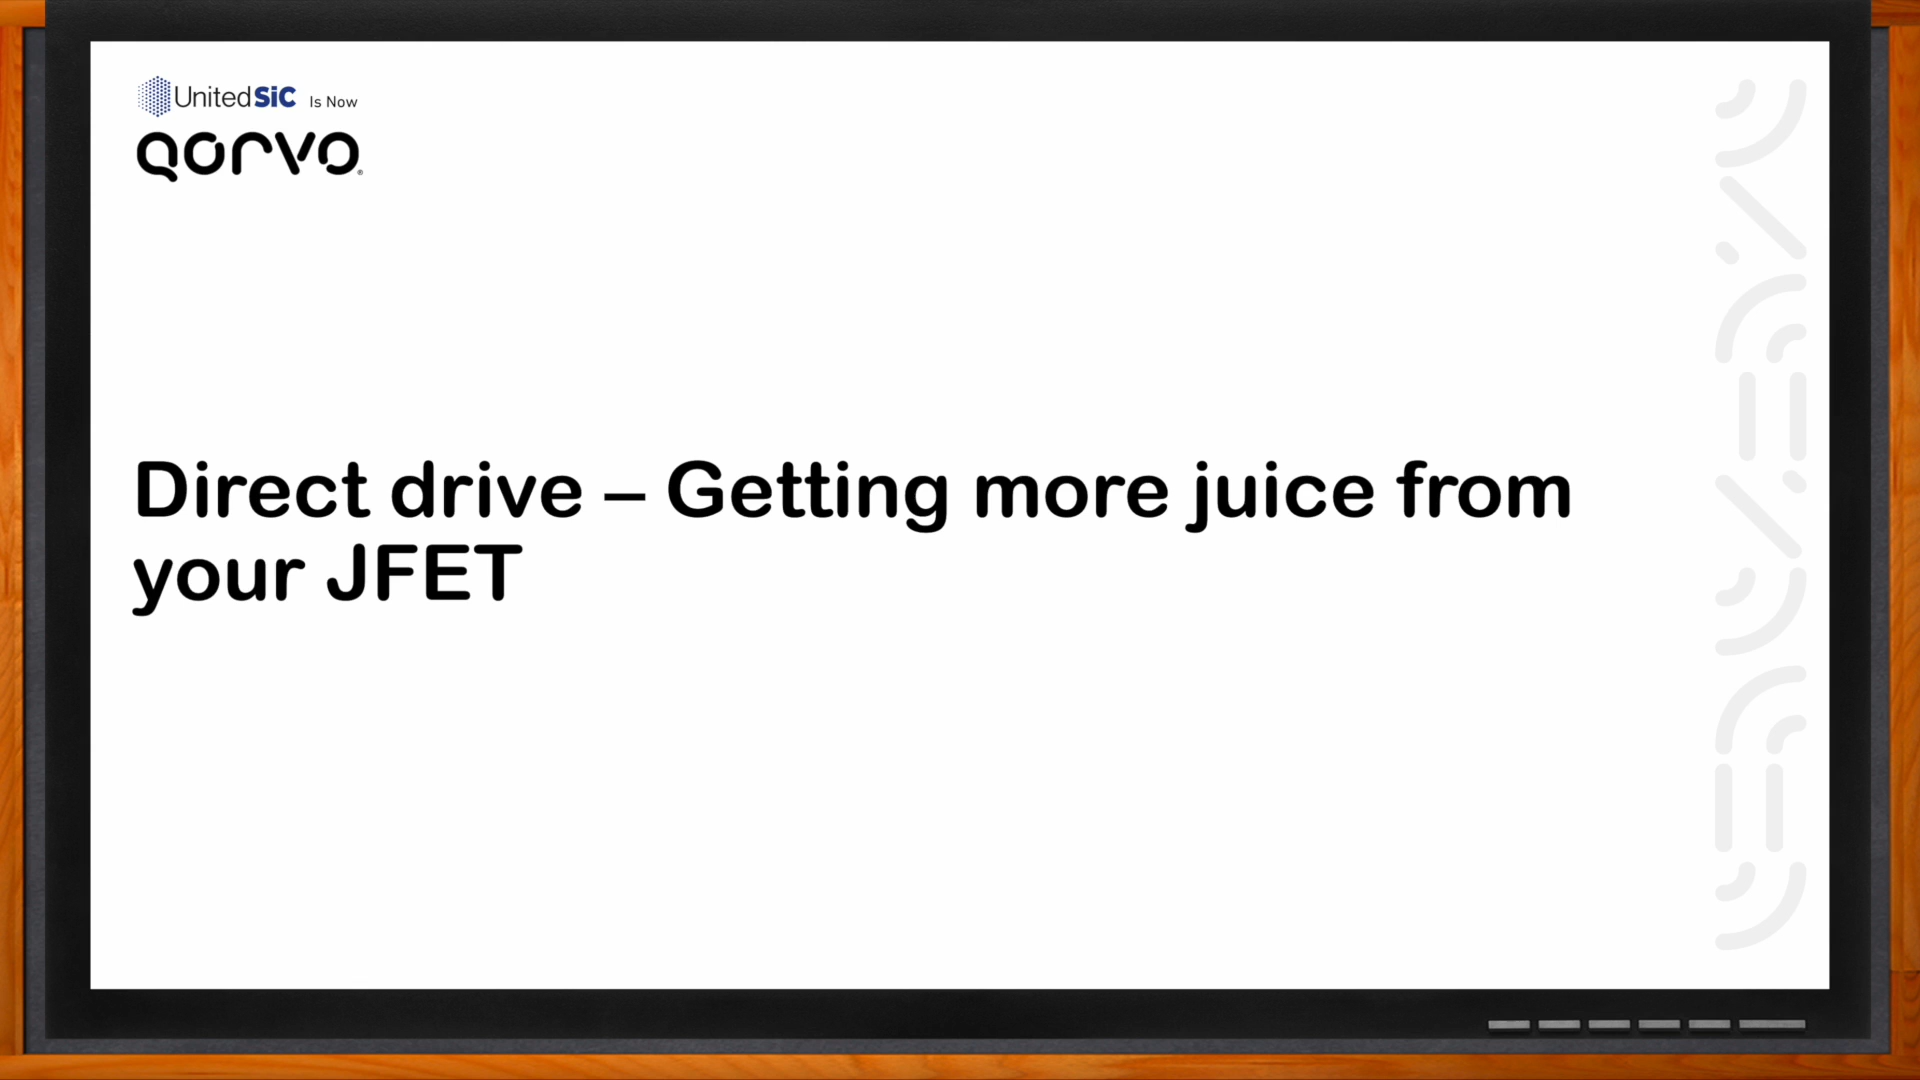 UnitedSiC Is Now
QORVO®
Direct drive – Getting more juice from
your JFET